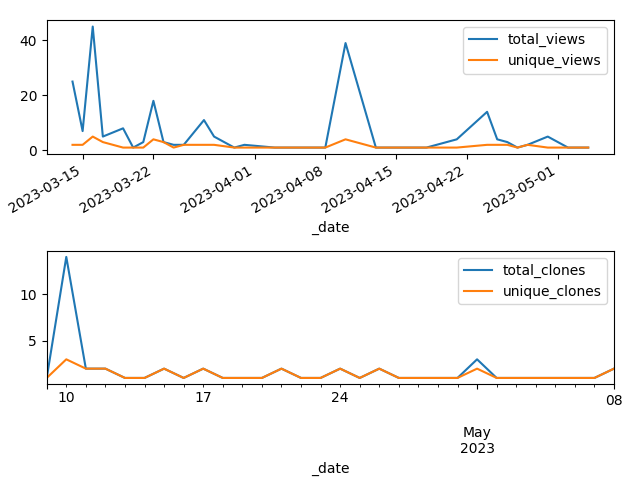 40
20
0
total_views
unique_views
2023-03-15
2023-03-22
2023-04-01
2023-04-08
2023-04-15
2023-04-22
2023-05-01
_date
10
5
total_clones
unique_clones
10
17
24
08
May
2023
_date